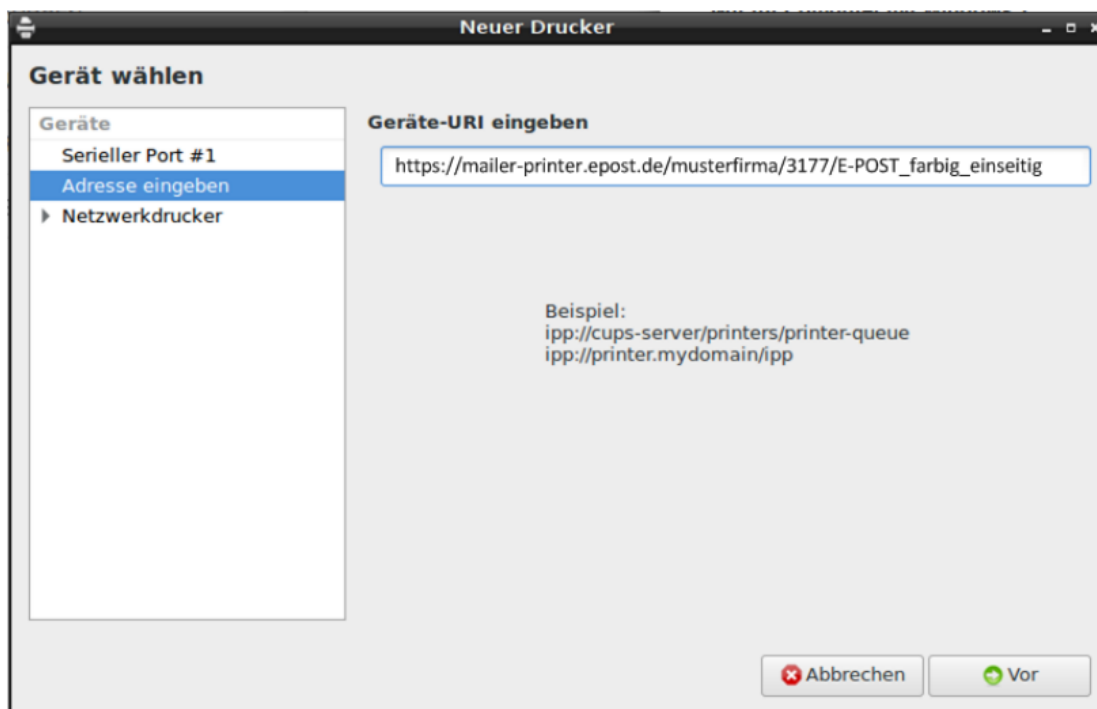 Neuer Drucker
Gerät wählen
Geräte
Serieller Port #1
Adresse eingeben
Netzwerkdrucker
Geräte-URI eingeben
https://mailer-printer.epost.de/musterfirma/3177/E-POST_farbig_einseitig
Beispiel:
ipp://cups-server/printers/printer-queue
ipp://printer.mydomain/ipp
Abbrechen
Vor